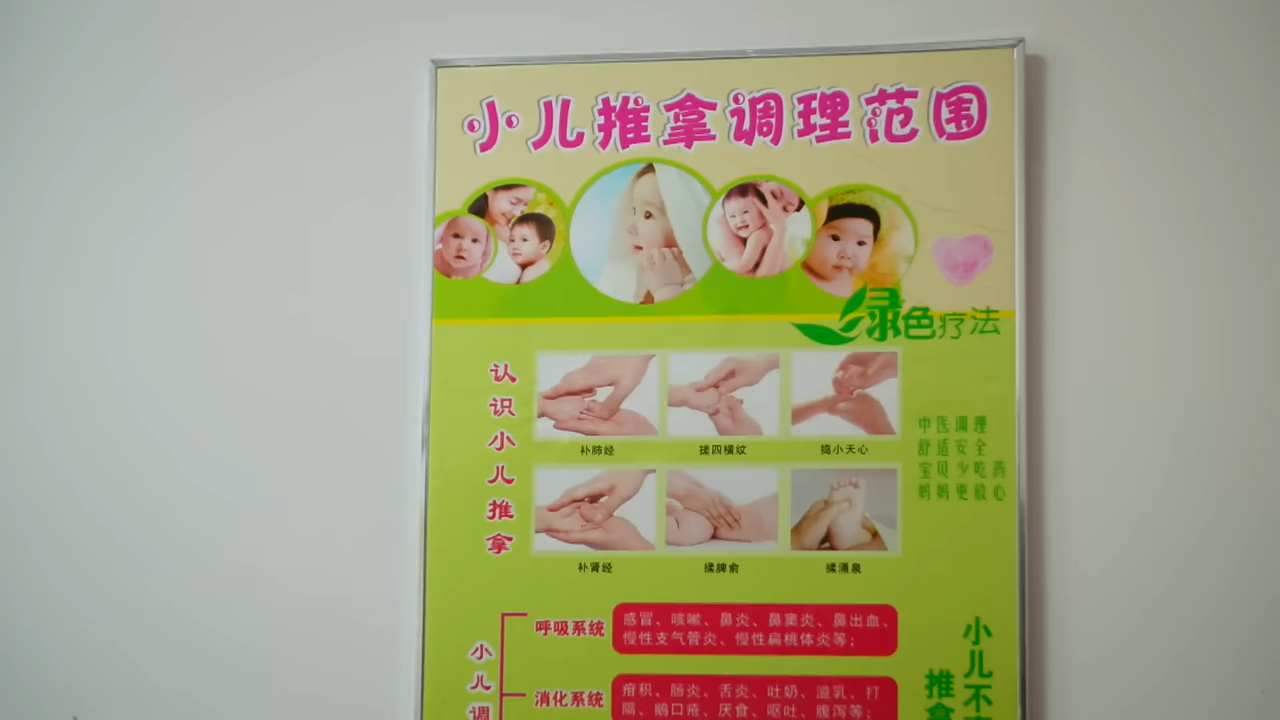 小儿推拿调理范围
绿色疗法
认识小儿推拿
补肺经
搓四横纹
捣小天心
补肾经
揉脾俞
揉涌泉
中医调理
舒适安全
宝贝少吃药
妈妈更放心
小儿调
呼吸系统
感冒、咳嗽、鼻炎、鼻窦炎、鼻出血、
慢性支气管炎、慢性扁桃体炎等;
消化系统
疳积、肠炎、舌炎、吐奶、溢乳、打
隔、鹅口疮、厌食、呕吐、腹泻等;
小儿不
推拿